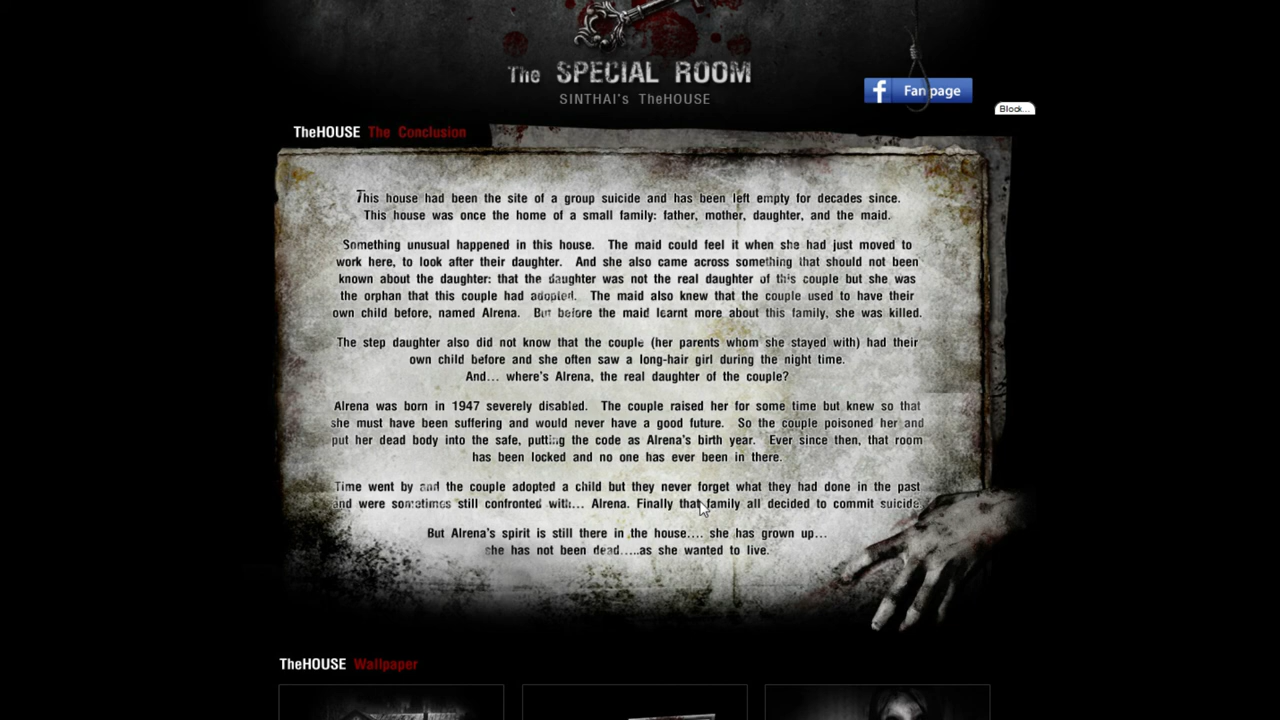 The SPECIAL ROOM
SINTHAI's TheHOUSE
f Fanpage
Block...
TheHOUSE The Conclusion
This house had been the site of a group suicide and has been left empty for decades since.
This house was once the home of a small family: father, mother, daughter, and the maid.
Something unusual happened in this house. The maid could feel it when she had just moved to
work here, to look after their daughter. And she also came across something that should not been
known about the daughter: that the daughter was not the real daughter of this couple but she was
the orphan that this couple had adopted. The maid also knew that the couple used to have their
own child before, named Alrena. But before the maid learnt more about this family, she was killed.
The step daughter also did not know that the couple (her parents whom she stayed with) had their
own child before and she often saw a long-hair girl during the night time.
And... where's Alrena, the real daughter of the couple?
Alrena was born in 1947 severely disabled. The couple raised her for some time but knew so that
she must have been suffering and would never have a good future. So the couple poisoned her and
put her dead body into the safe, putting the code as Alrena's birth year. Ever since then, that room
has been locked and no one has ever been in there.
Time went by and the couple adopted a child but they never forget what they had done in the past
and were sometimes still confronted with... Alrena. Finally that family all decided to commit suicide.
But Alrena's spirit is still there in the house.... she has grown up...
she has not been dead.....as she wanted to live.
TheHOUSE Wallpaper